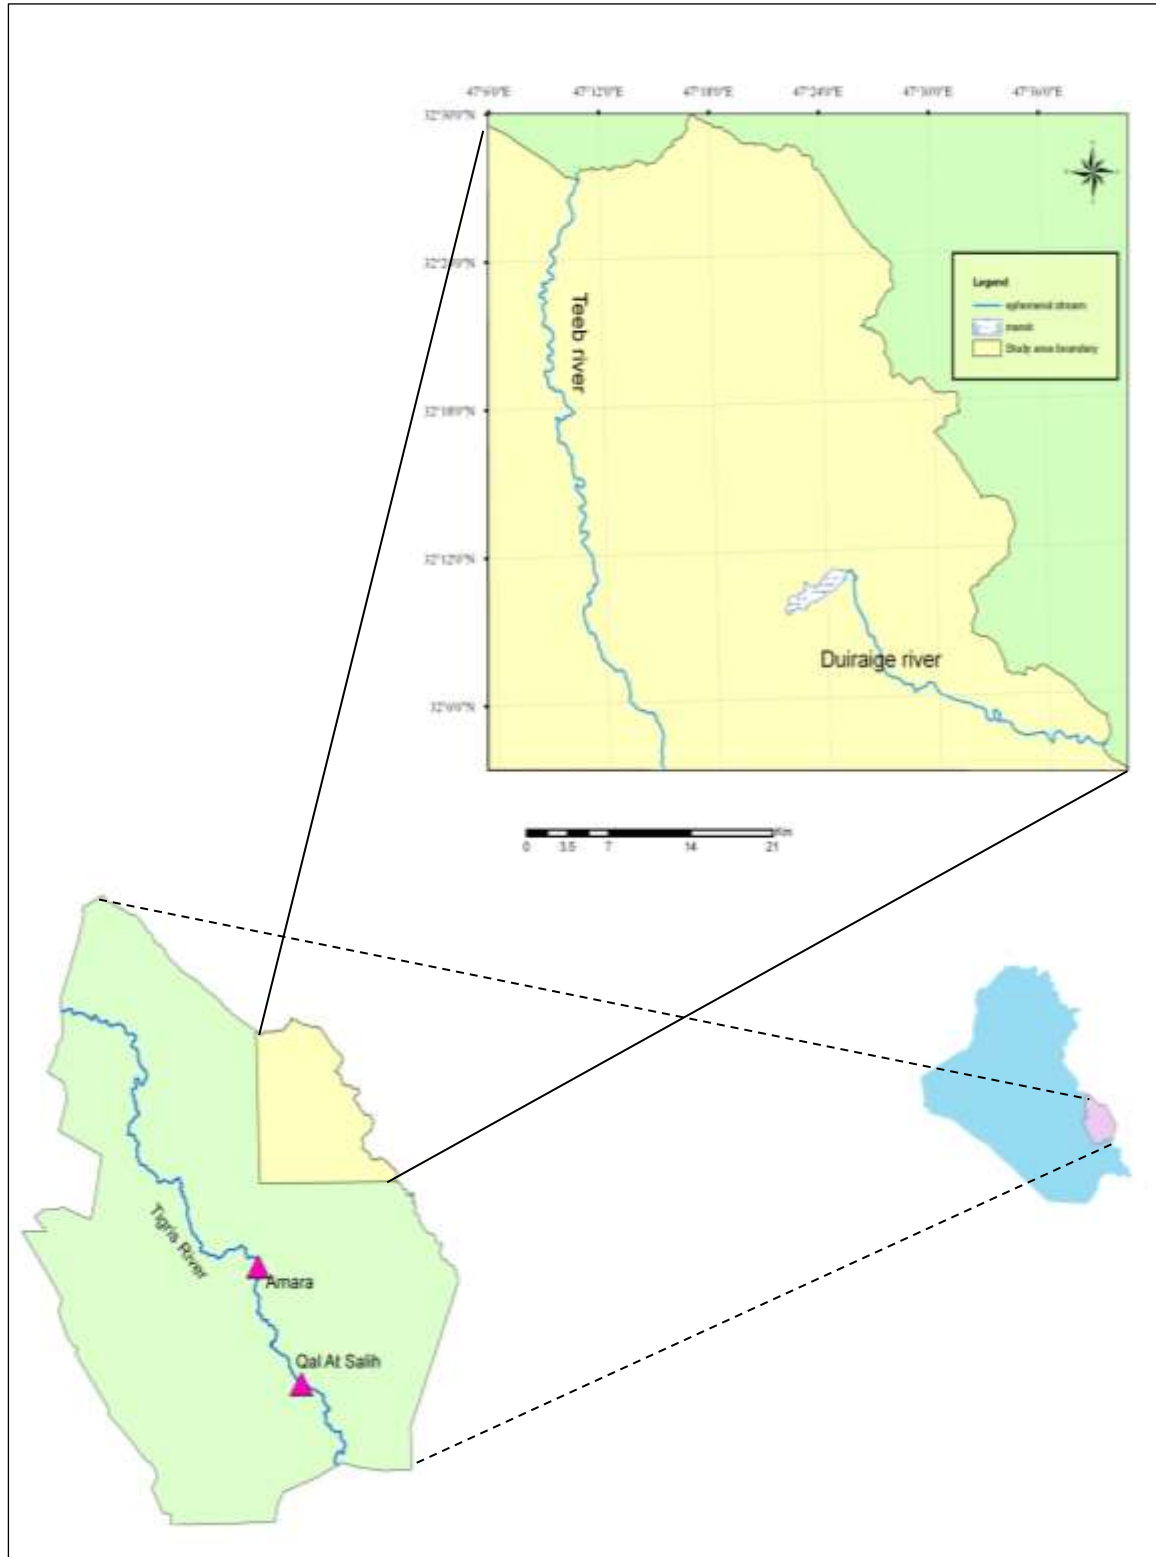 47°6'0"E 47°12'0"E 47°18'0"E 47°24'0"E 47°30'0"E 47°36'0"E
32°30'0"N
32°24'0"N
Legend
ephemeral stream
marsh
Study area boundary
Teeb river
32°18'0"N
32°12'0"N
Duiraige river
32°6'0"N
Km
0 3.5 7 14 21
Tigris River
Amara
Qal At Salih